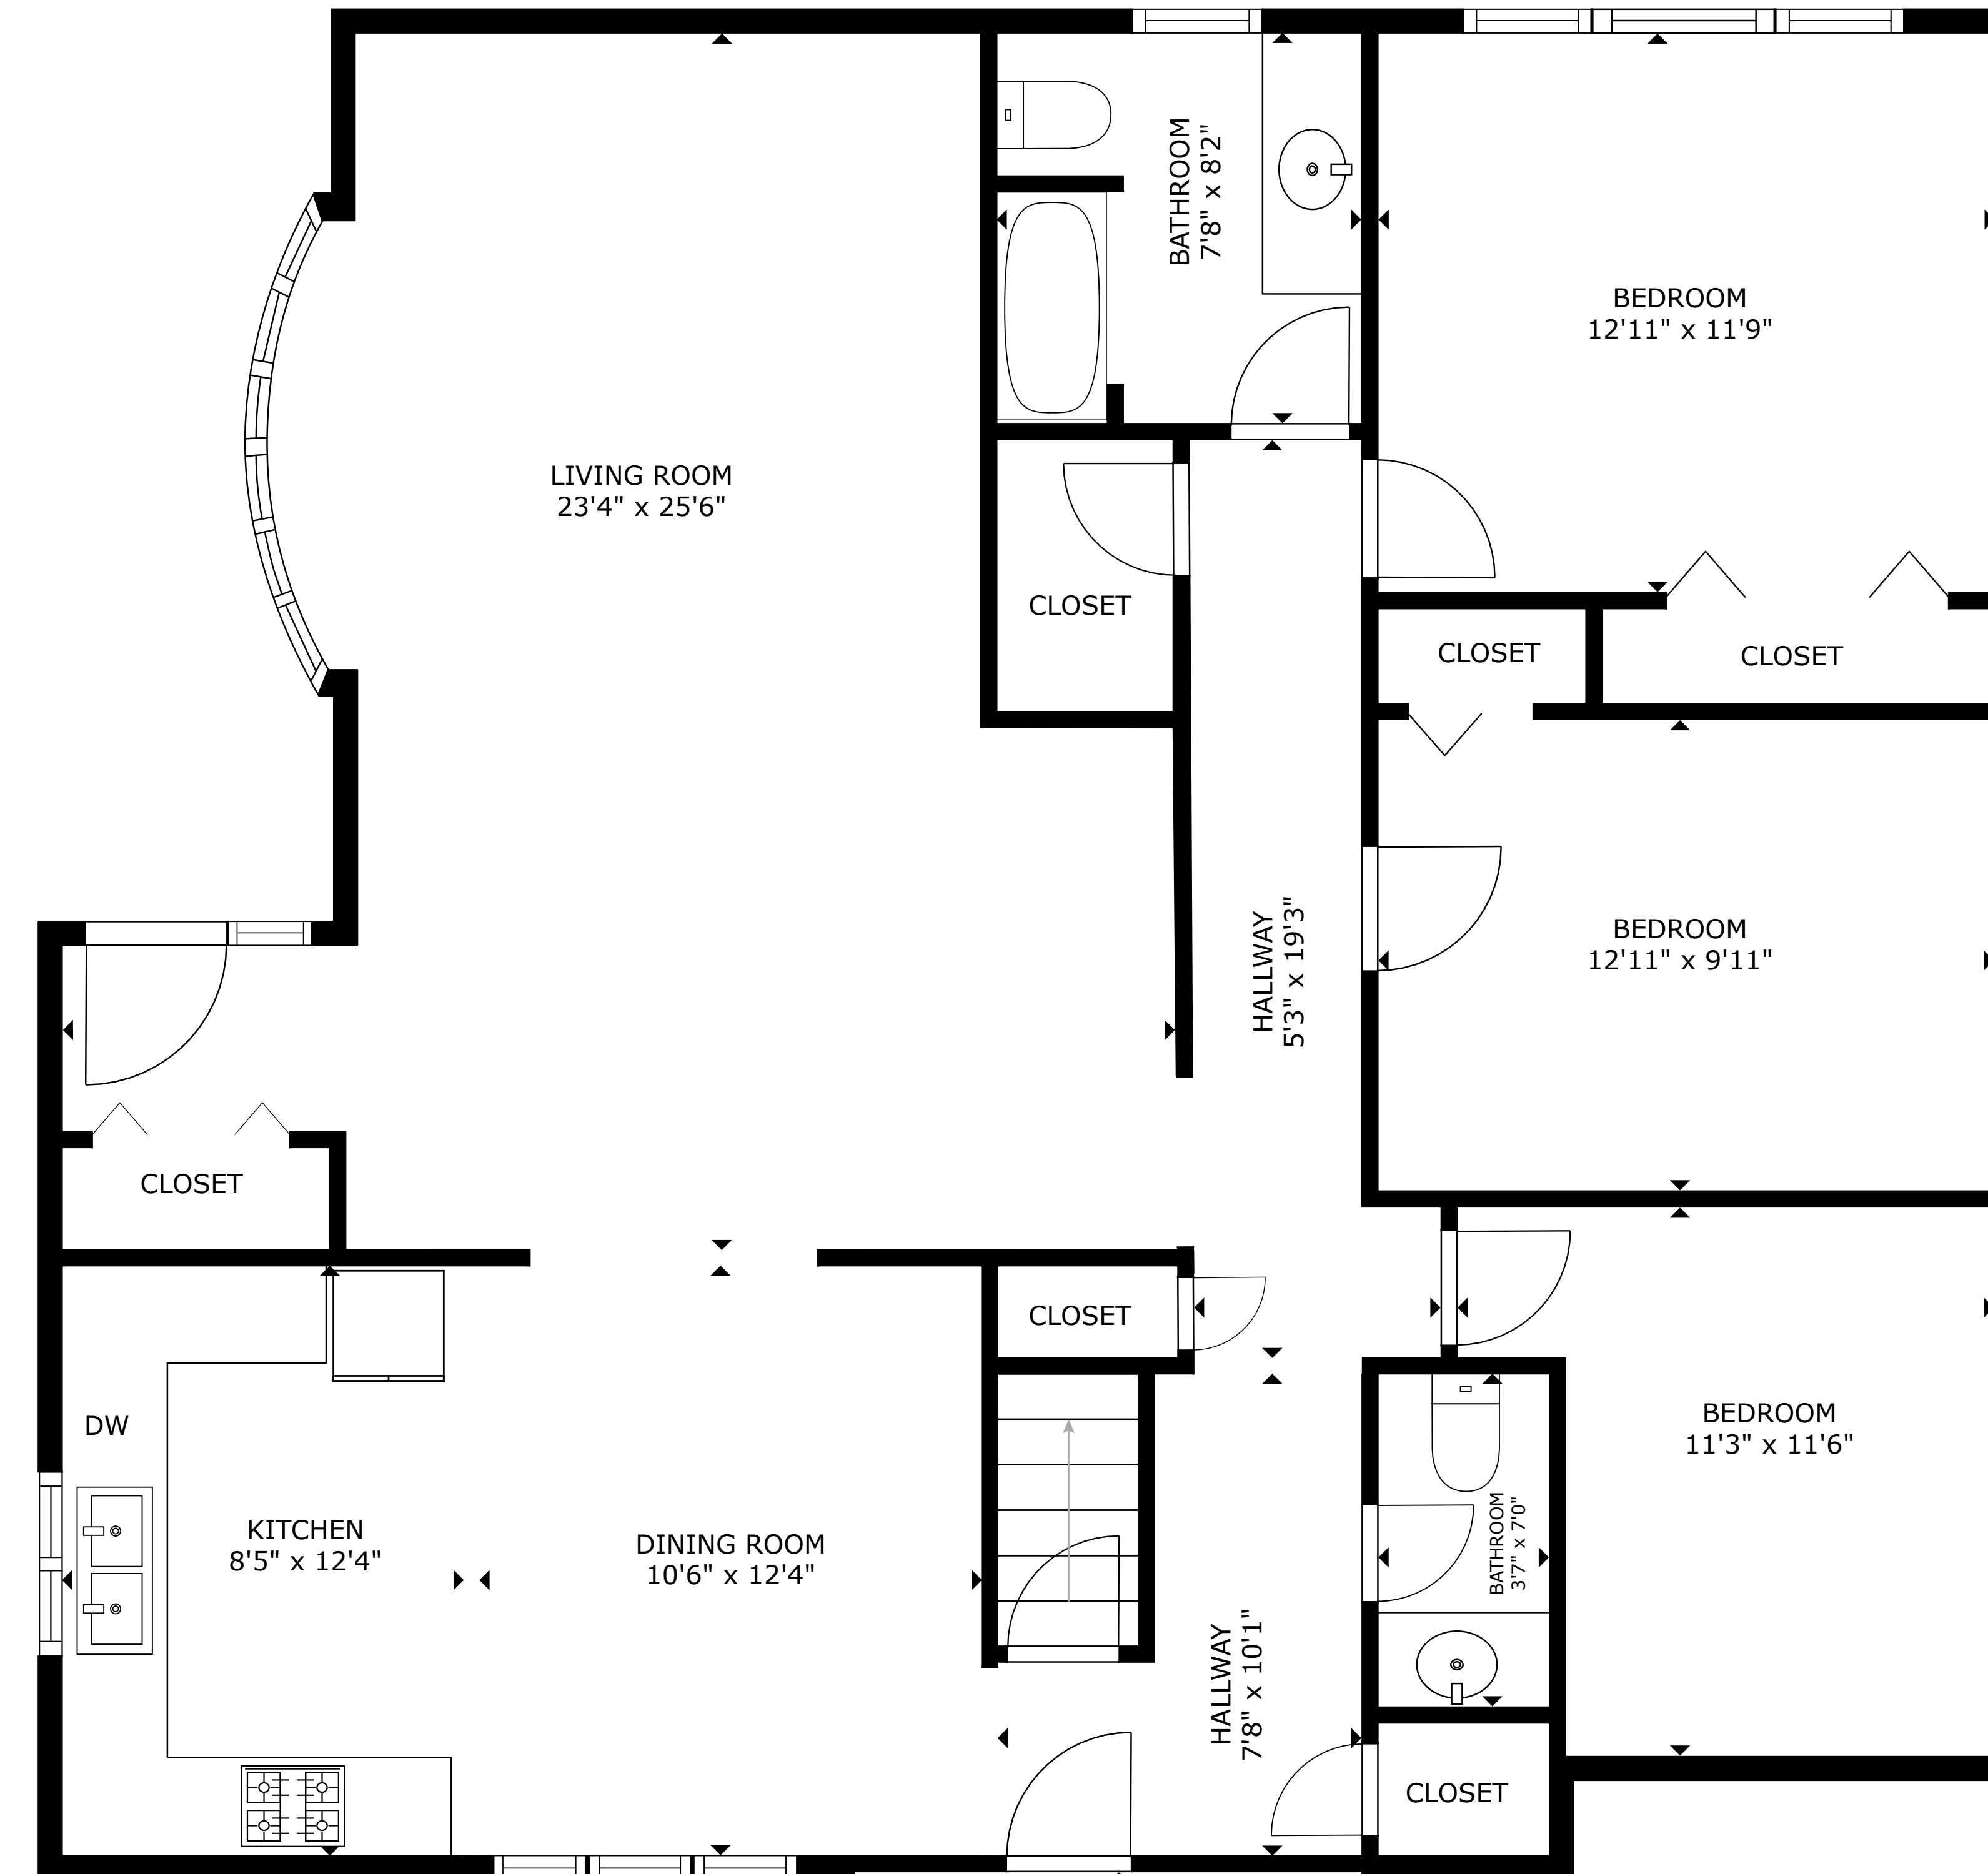 BATHROOM
7'8" x 8'2"
BEDROOM
12'11" x 11'9"
LIVING ROOM
23'4" x 25'6"
CLOSET
CLOSET
CLOSET
HALLWAY
5'3" x 19'3"
BEDROOM
12'11" x 9'11"
CLOSET
CLOSET
DW
KITCHEN
8'5" x 12'4"
DINING ROOM
10'6" x 12'4"
BEDROOM
11'3" x 11'6"
BATHROOM
3'7" x 7'0"
HALLWAY
7'8" x 10'1"
CLOSET